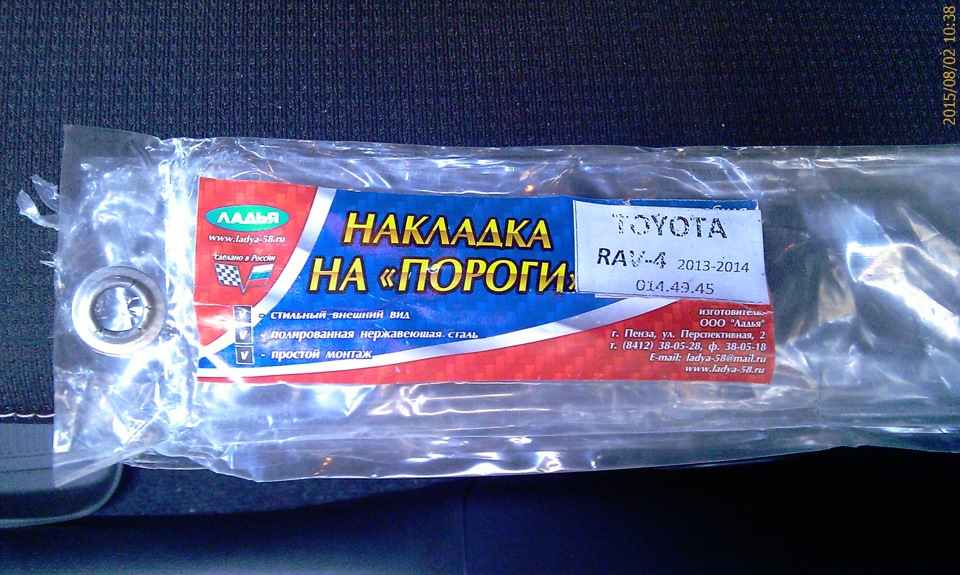 2015/08/02 10:38
ЛАДЬЯ
www.ladya-58.ru
Сделано в России
НАКЛАДКА
НА «ПОРОГИ»
v - стильный внешний вид
v - полированная нержавеющая сталь
v - простой монтаж
TOYOTA
RAV-4 2013-2014
014.49.45
изготовитель:
ООО "Ладья"
г. Пенза, ул. Перспективная, 2
т. (8412) 38-05-28, ф. 38-05-18
E-mail: ladya-58@mail.ru
www.ladya-58.ru